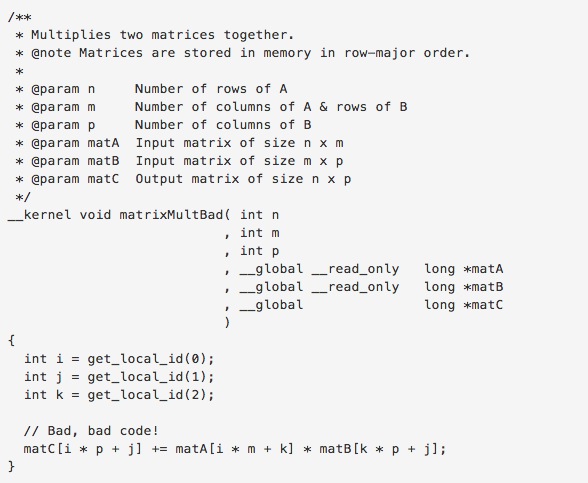 /**
 * Multiplies two matrices together.
 * @note Matrices are stored in memory in row–major order.
 *
 * @param n     Number of rows of A
 * @param m     Number of columns of A & rows of B
 * @param p     Number of columns of B
 * @param matA  Input matrix of size n x m
 * @param matB  Input matrix of size m x p
 * @param matC  Output matrix of size n x p
 */
__kernel void matrixMultBad( int n
                           , int m
                           , int p
                           , __global __read_only   long *matA
                           , __global __read_only   long *matB
                           , __global               long *matC
                           )
{
  int i = get_local_id(0);
  int j = get_local_id(1);
  int k = get_local_id(2);

  // Bad, bad code!
  matC[i * p + j] += matA[i * m + k] * matB[k * p + j];
}